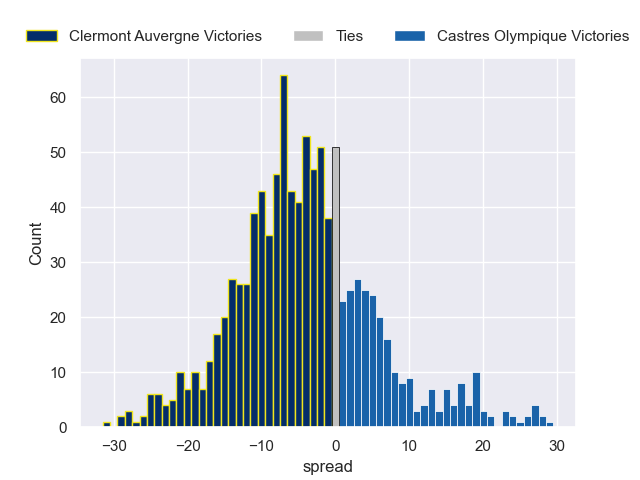 Clermont Auvergne Victories Ties Castres Olympique Victories
60
50
40
30
20
10
0
Count
−30 −20 −10 0 10 20 30
spread